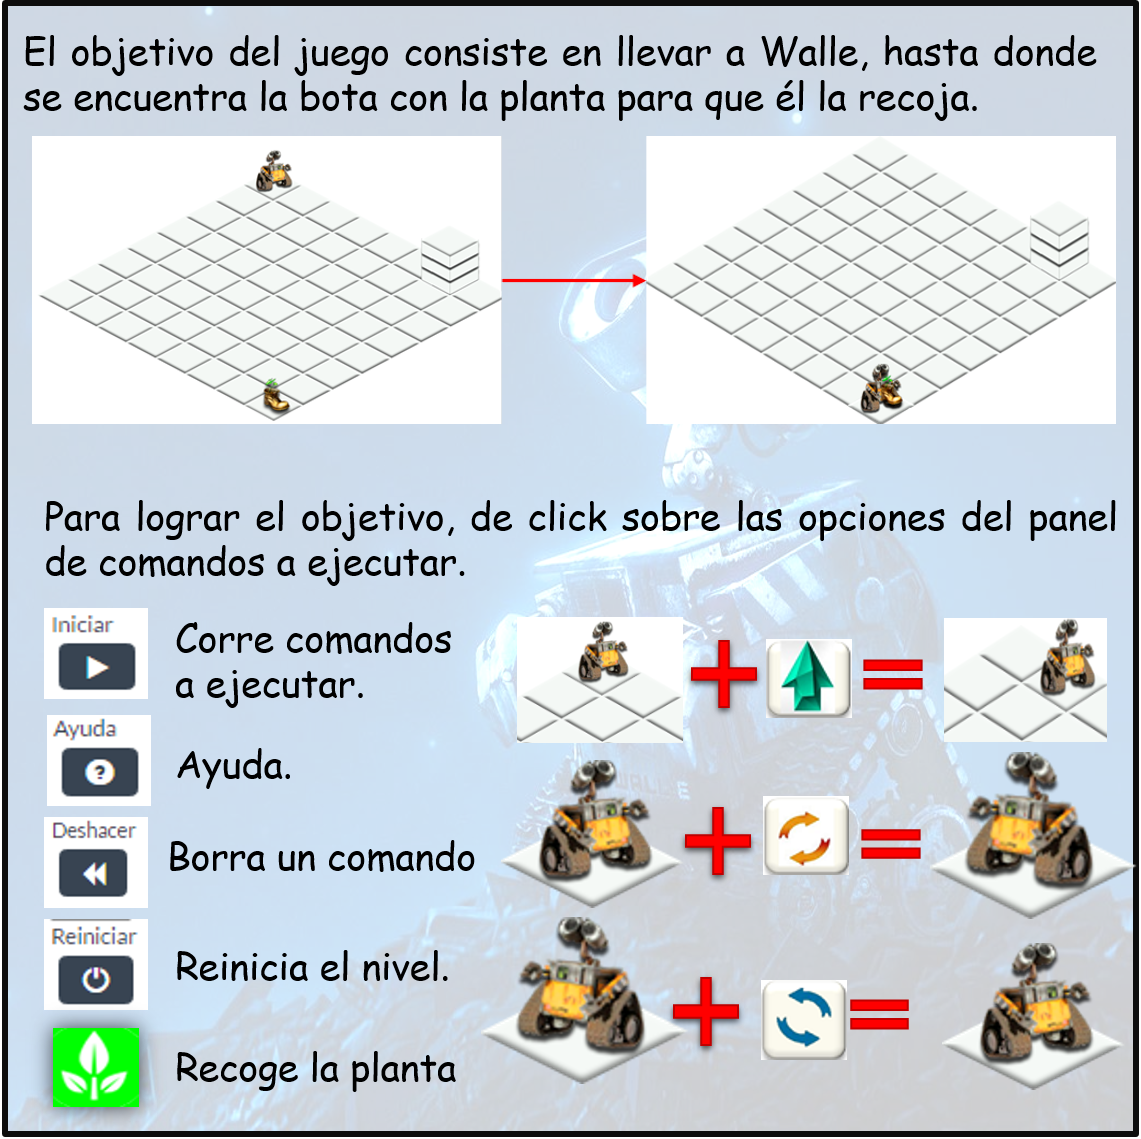 El objetivo del juego consiste en llevar a Walle, hasta donde
se encuentra la bota con la planta para que él la recoja.
Para lograr el objetivo, de click sobre las opciones del panel
de comandos a ejecutar.
Iniciar
Corre comandos
a ejecutar.
Ayuda
Ayuda.
Deshacer
Borra un comando
Reiniciar
Reinicia el nivel.
Recoge la planta